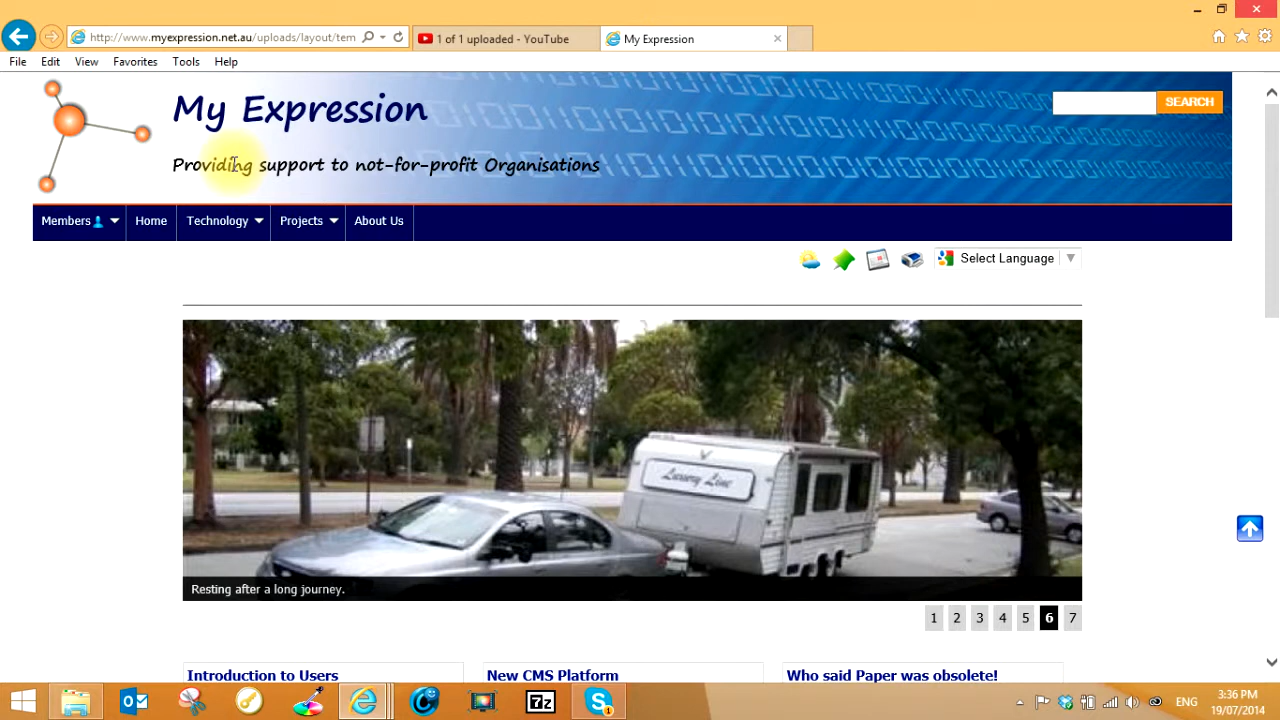 http://www.myexpression.net.au/uploads/layout/tem
1 of 1 uploaded - YouTube
My Expression
File Edit View Favorites Tools Help
My Expression
SEARCH
Providing support to not-for-profit Organisations
Members Home Technology Projects About Us
Select Language
Luxury Line
Resting after a long journey.
1 2 3 4 5 6 7
Introduction to Users
New CMS Platform
Who said Paper was obsolete!
ENG
3:36 PM
19/07/2014
7z